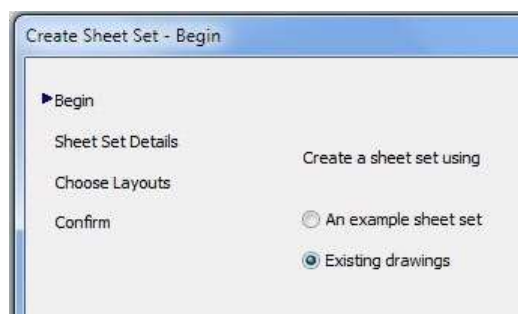 Create Sheet Set - Begin
Begin
Sheet Set Details
Choose Layouts
Confirm
Create a sheet set using
An example sheet set
Existing drawings